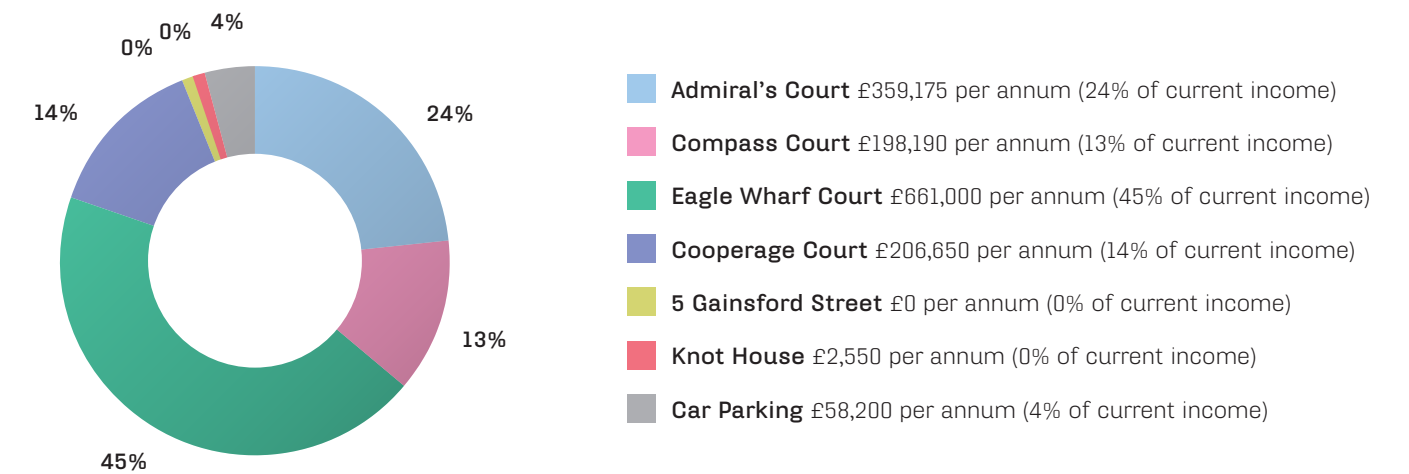 0%
0%
4%
14%
24%
13%
45%
Admiral's Court £359,175 per annum (24% of current income)
Compass Court £198,190 per annum (13% of current income)
Eagle Wharf Court £661,000 per annum (45% of current income)
Cooperage Court £206,650 per annum (14% of current income)
5 Gainsford Street £0 per annum (0% of current income)
Knot House £2,550 per annum (0% of current income)
Car Parking £58,200 per annum (4% of current income)